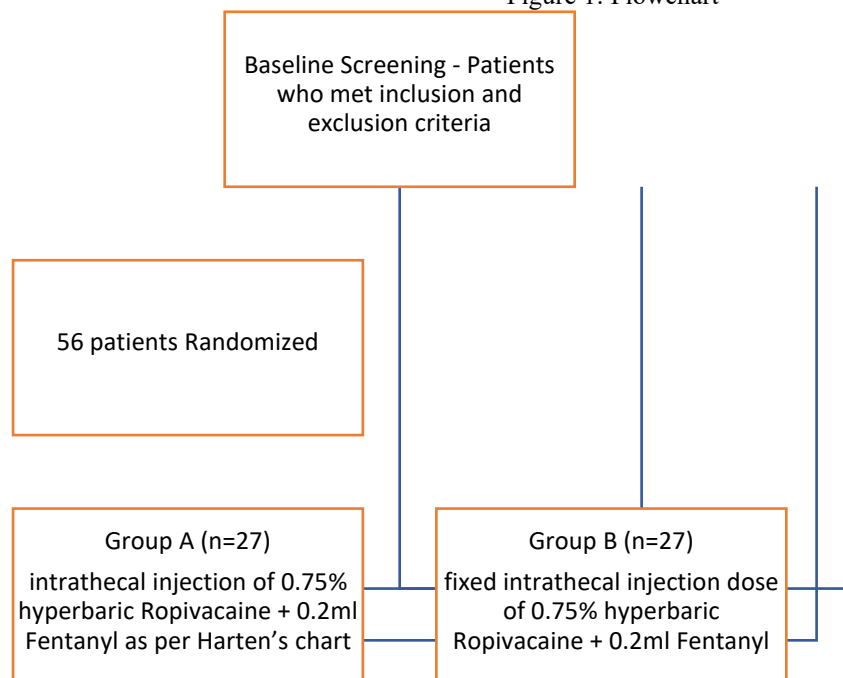 Figure 1: Flowchart
Baseline Screening - Patients
who met inclusion and
exclusion criteria
56 patients Randomized
Group A (n=27)
intrathecal injection of 0.75%
hyperbaric Ropivacaine + 0.2ml
Fentanyl as per Harten’s chart
Group B (n=27)
fixed intrathecal injection dose
of 0.75% hyperbaric
Ropivacaine + 0.2ml Fentanyl